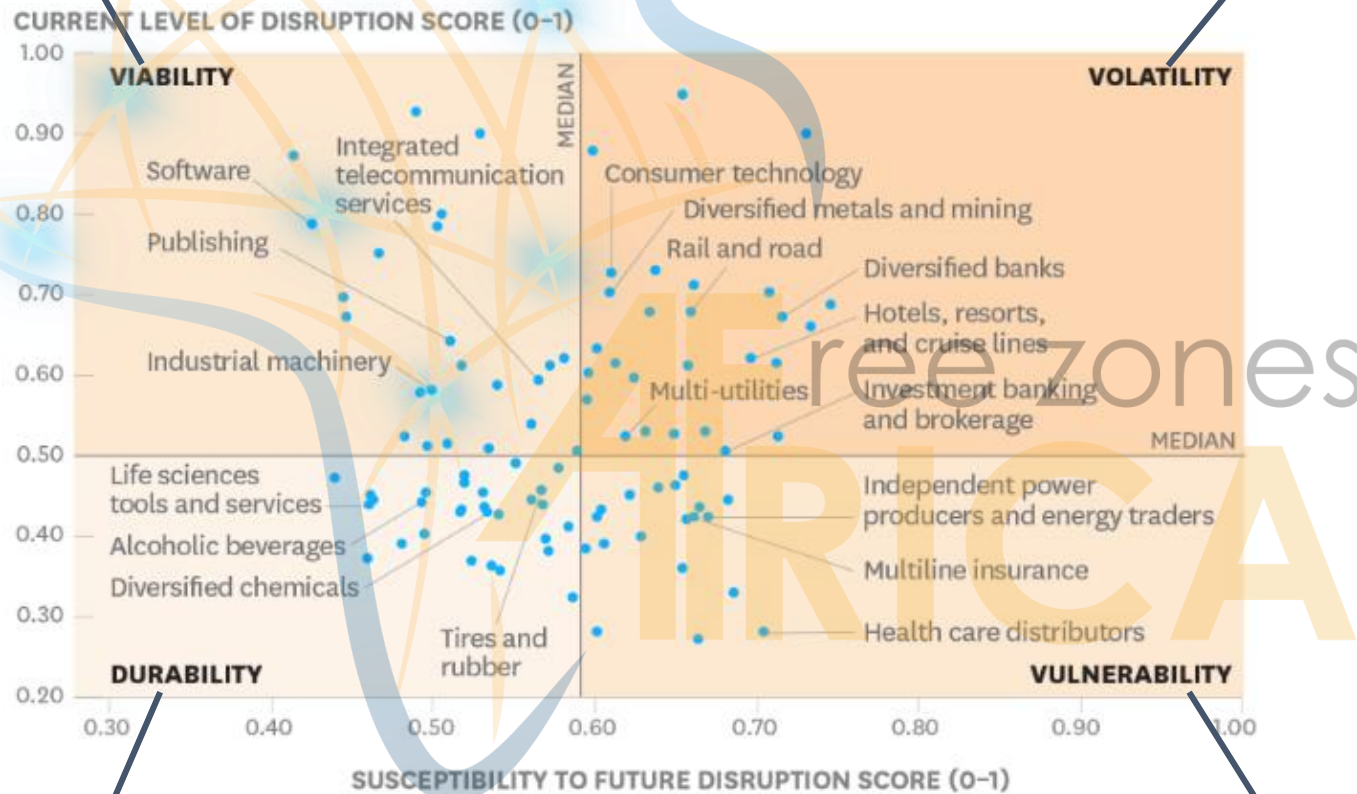 CURRENT LEVEL OF DISRUPTION SCORE (0–1)
1.00
0.90
0.80
0.70
0.60
0.50
0.40
0.30
0.20
VIABILITY
MEDIAN
VOLATILITY
Software
Integrated
telecommunication
services
Publishing
Industrial machinery
Consumer technology
Diversified metals and mining
Rail and road
Diversified banks
Hotels, resorts,
and cruise lines
Multi-utilities
Investment banking
and brokerage
MEDIAN
Life sciences
tools and services
Alcoholic beverages
Diversified chemicals
Tires and
rubber
Independent power
producers and energy traders
Multiline insurance
Health care distributors
DURABILITY
VULNERABILITY
0.30 0.40 0.50 0.60 0.70 0.80 0.90 1.00
SUSCEPTIBILITY TO FUTURE DISRUPTION SCORE (0–1)
AFree zones
AFRICA